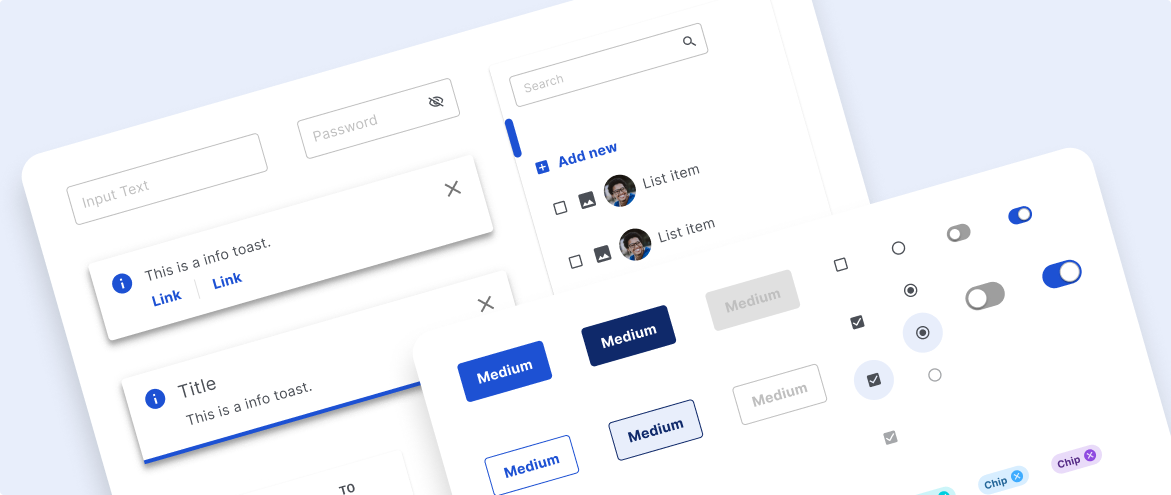 Input Text
Password
This is a info toast.
Link
Link
Title
This is a info toast.
TO
Search
Add new
List item
List item
Medium
Medium
Medium
Medium
Medium
Medium
Chip
Chip